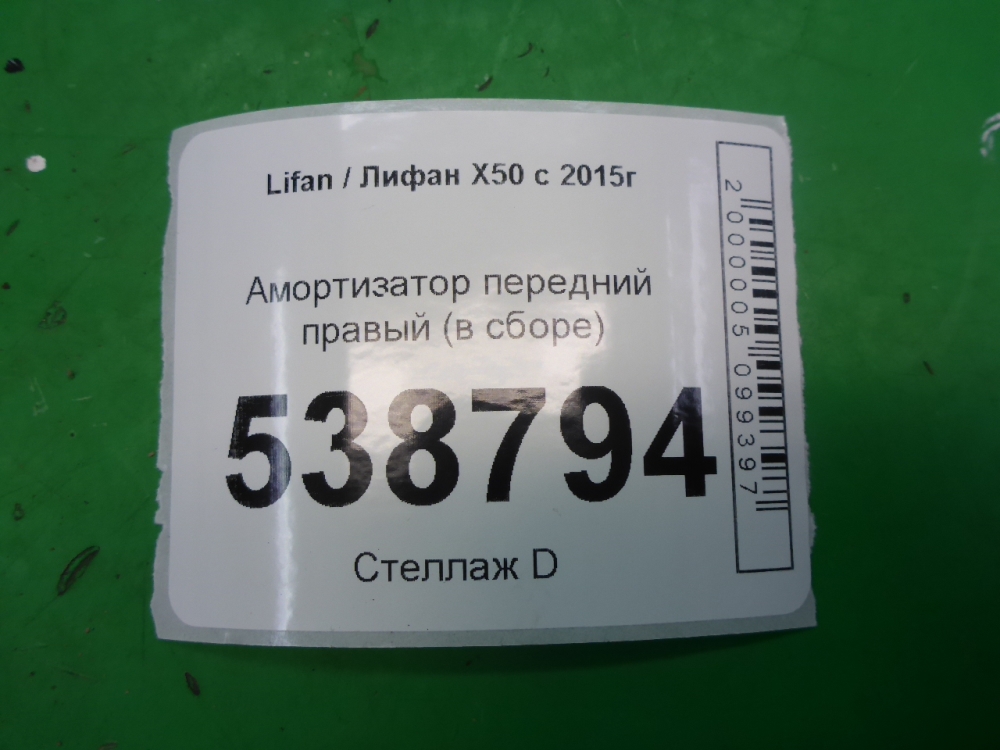 Lifan / Лифан X50 с 2015г
Амортизатор передний
правый (в сборе)
538794
Стеллаж D
2000005099397